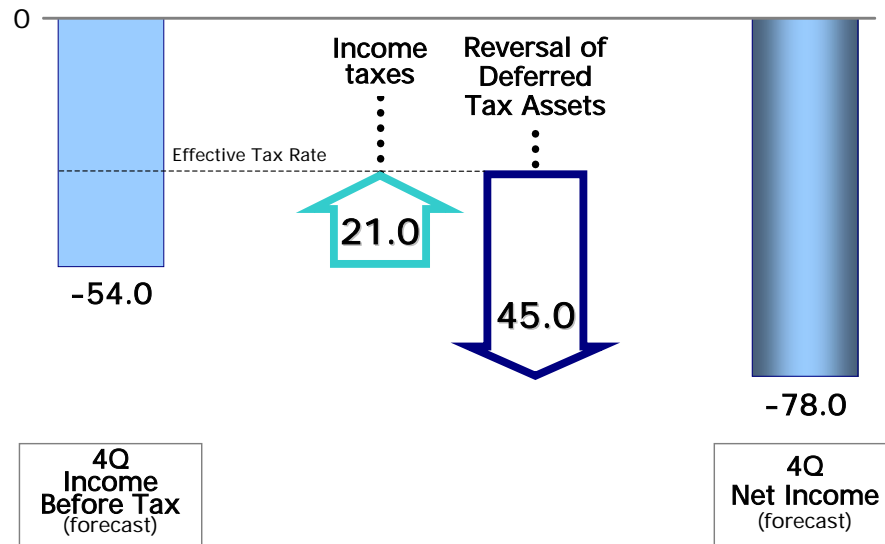 0
Income
taxes
Reversal of
Deferred
Tax Assets
Effective Tax Rate
21.0
45.0
-54.0
-78.0
4Q
Income
Before Tax
(forecast)
4Q
Net Income
(forecast)